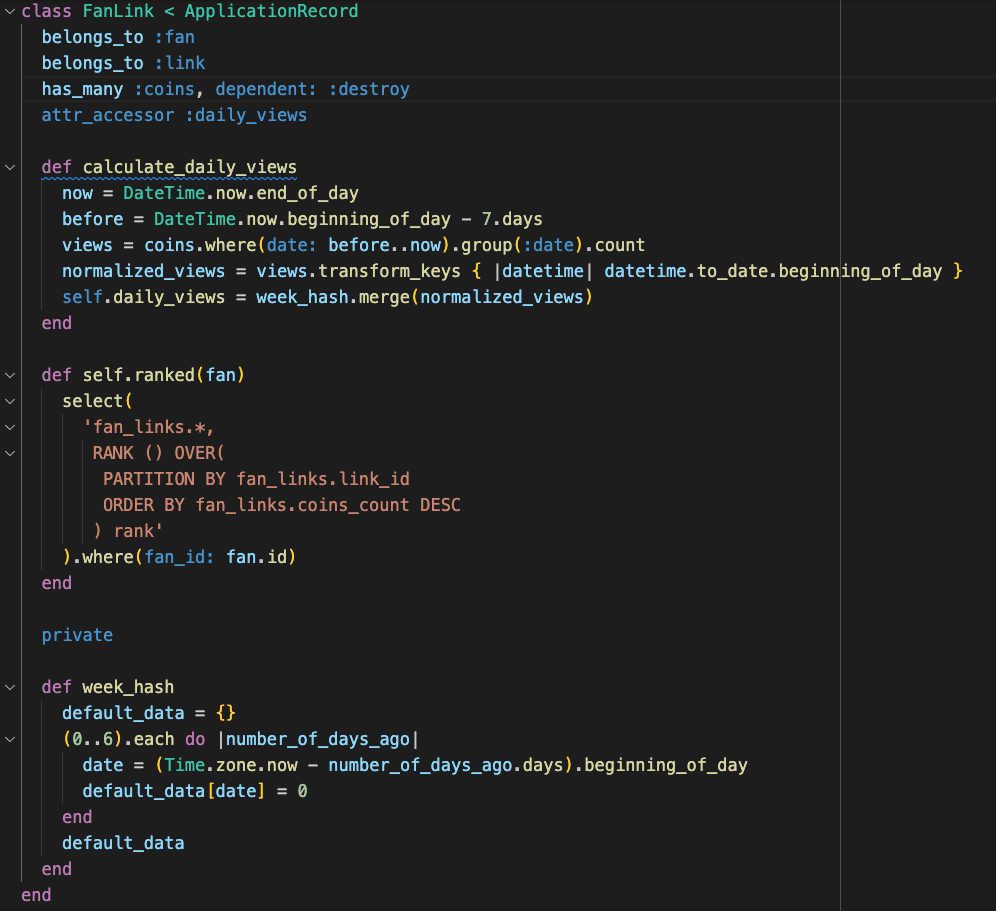 class FanLink < ApplicationRecord
  belongs_to :fan
  belongs_to :link
  has_many :coins, dependent: :destroy
  attr_accessor :daily_views

  def calculate_daily_views
    now = DateTime.now.end_of_day
    before = DateTime.now.beginning_of_day - 7.days
    views = coins.where(date: before..now).group(:date).count
    normalized_views = views.transform_keys { |datetime| datetime.to_date.beginning_of_day }
    self.daily_views = week_hash.merge(normalized_views)
  end

  def self.ranked(fan)
    select(
      'fan_links.*,
       RANK () OVER(
        PARTITION BY fan_links.link_id
        ORDER BY fan_links.coins_count DESC
       ) rank'
    ).where(fan_id: fan.id)
  end

  private

  def week_hash
    default_data = {}
    (0..6).each do |number_of_days_ago|
      date = (Time.zone.now - number_of_days_ago.days).beginning_of_day
      default_data[date] = 0
    end
    default_data
  end
end